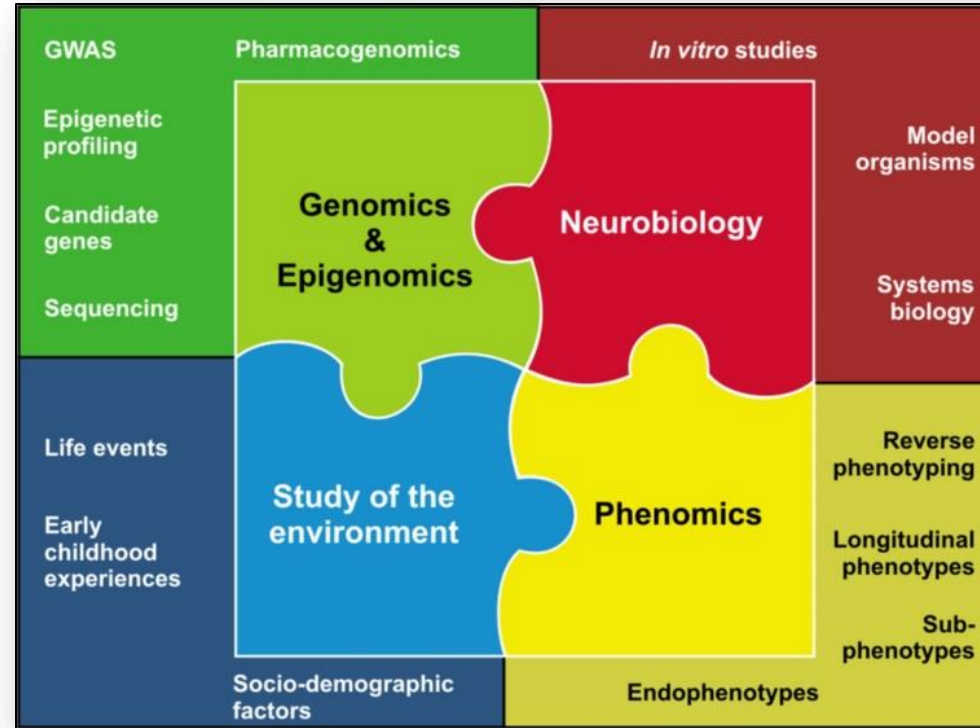 GWAS
Pharmacogenomics
Epigenetic
profiling
Candidate
genes
Sequencing
Genomics
&
Epigenomics
In vitro studies
Model
organisms
Systems
biology
Neurobiology
Life events
Early
childhood
experiences
Socio-demographic
factors
Study of the
environment
Phenomics
Reverse
phenotyping
Longitudinal
phenotypes
Sub-
phenotypes
Endophenotypes